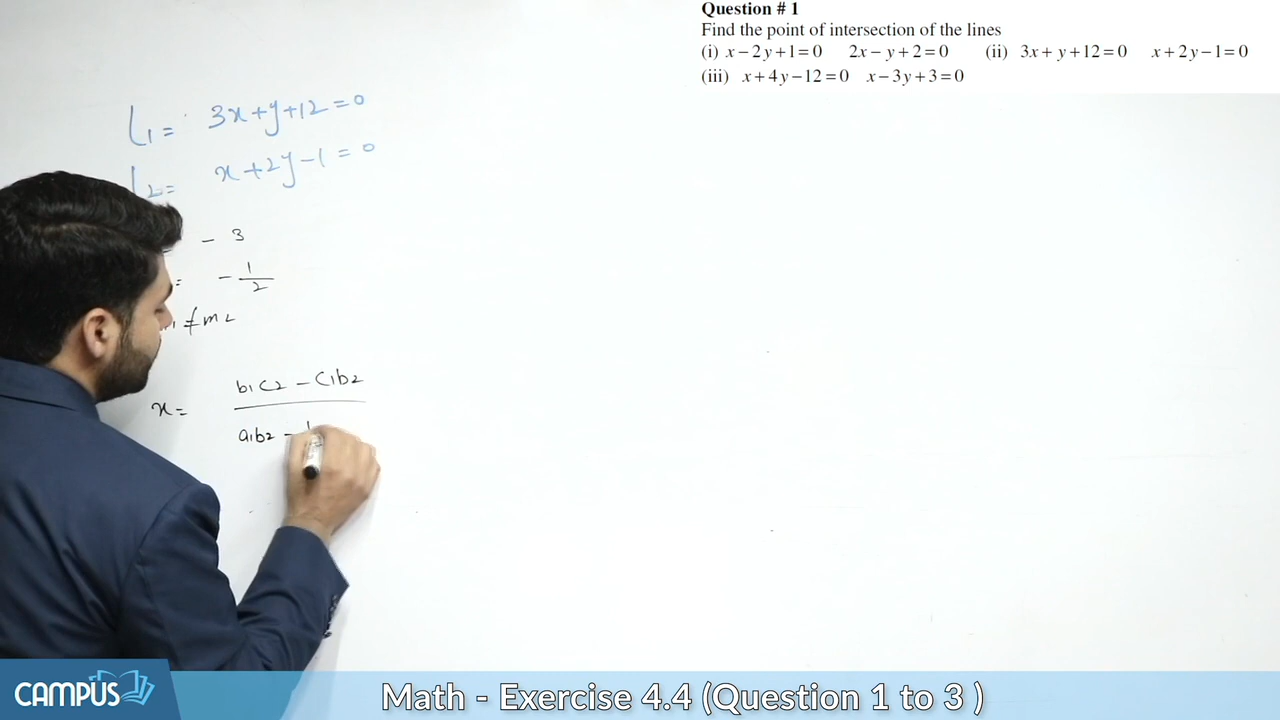 Question # 1
Find the point of intersection of the lines
(i) x−2y+1=0 2x−y+2=0 (ii) 3x+y+12=0 x+2y−1=0
(iii) x+4y−12=0 x−3y+3=0
l1 = 3x+y+12=0
l2 = x+2y−1=0
− 3
= − 1/2
≠ m2
b1c2 − c1b2
x =
a1b2 −
CAMPUS
Math - Exercise 4.4 (Question 1 to 3 )